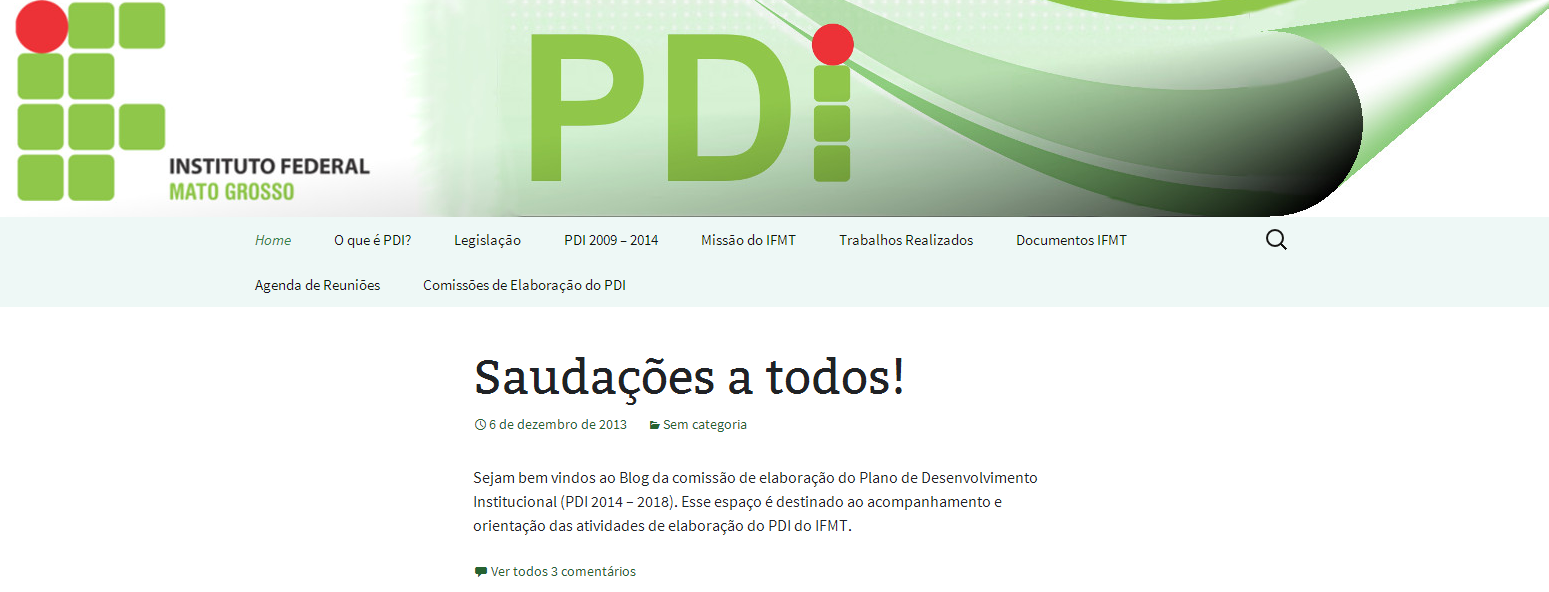 INSTITUTO FEDERAL
MATO GROSSO
PDi
Home O que é PDI? Legislação PDI 2009 – 2014 Missão do IFMT Trabalhos Realizados Documentos IFMT
Agenda de Reuniões Comissões de Elaboração do PDI
Saudações a todos!
6 de dezembro de 2013 Sem categoria
Sejam bem vindos ao Blog da comissão de elaboração do Plano de Desenvolvimento
Institucional (PDI 2014 – 2018). Esse espaço é destinado ao acompanhamento e
orientação das atividades de elaboração do PDI do IFMT.
Ver todos 3 comentários